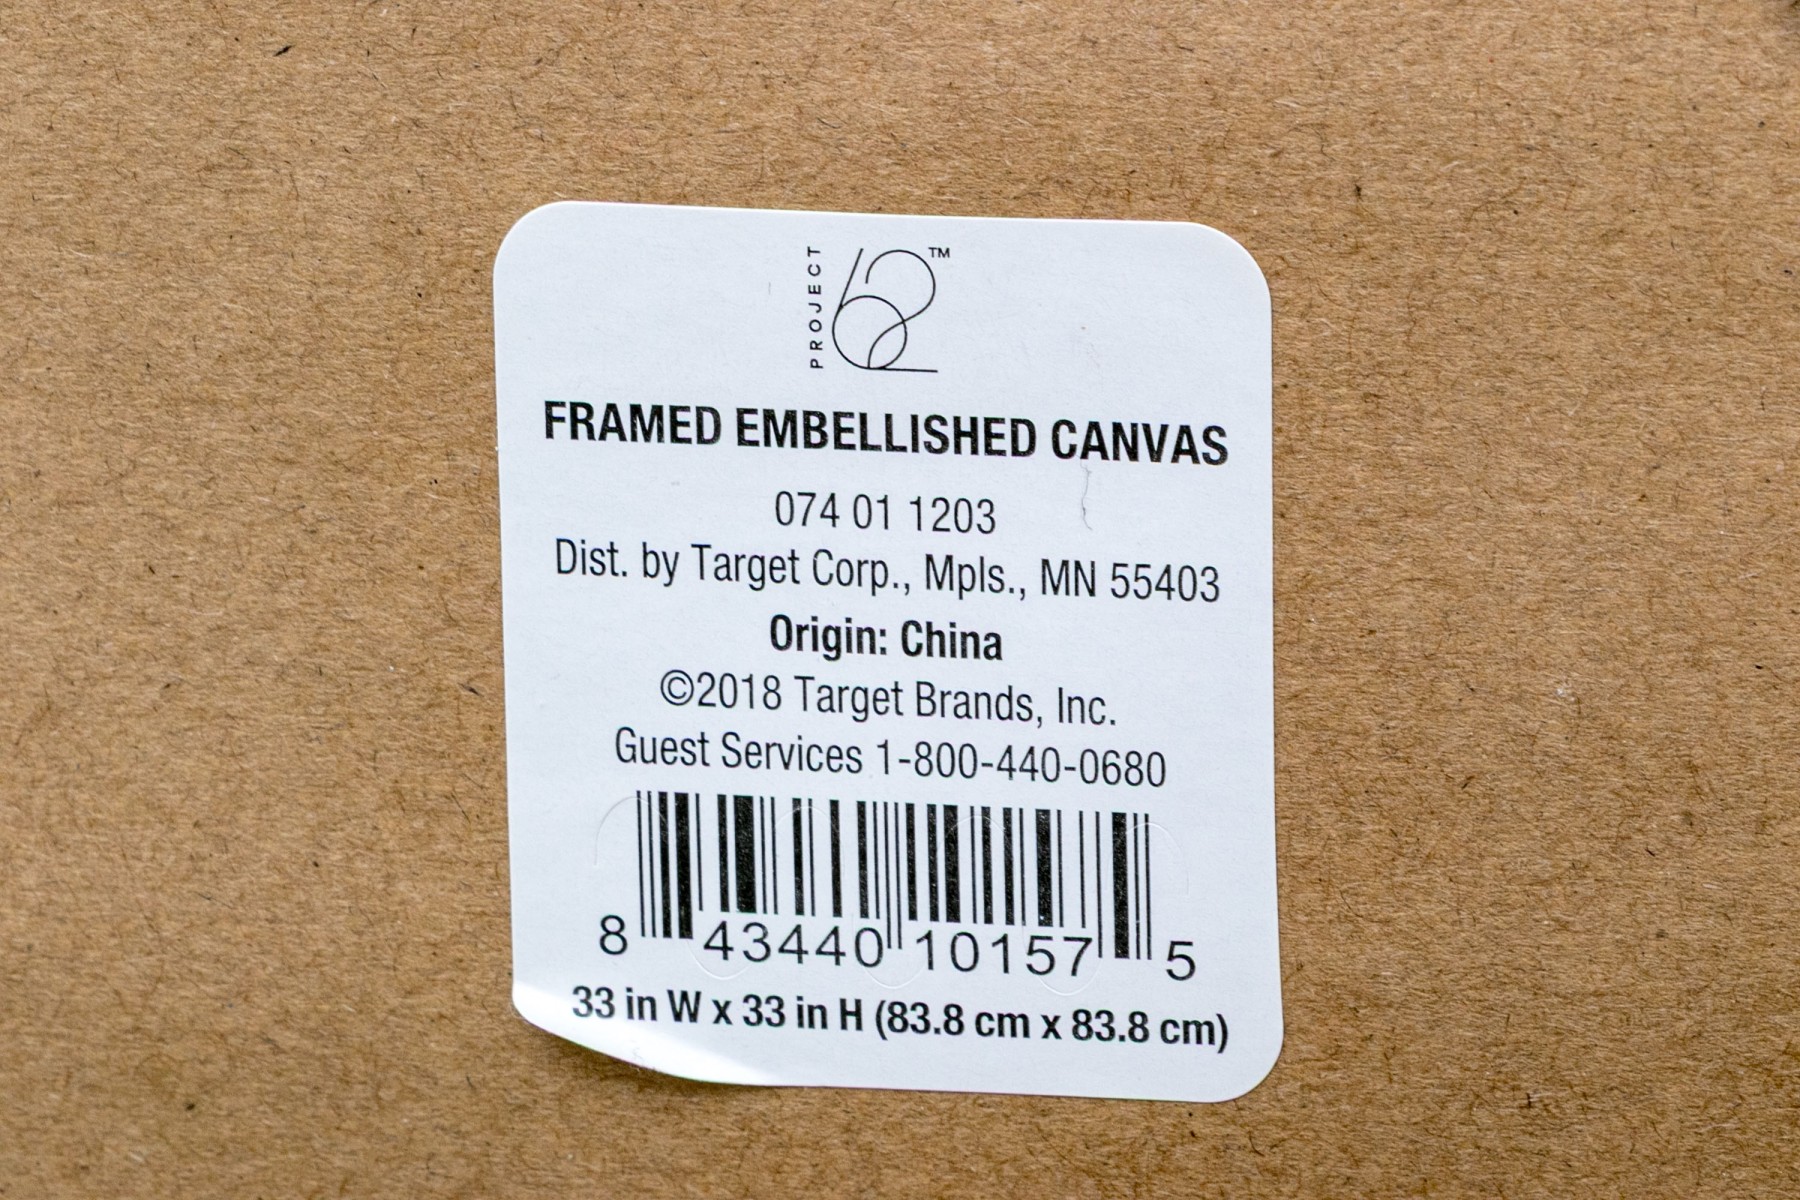 PROJECT 62™
FRAMED EMBELLISHED CANVAS
074 01 1203
Dist. by Target Corp., Mpls., MN 55403
Origin: China
©2018 Target Brands, Inc.
Guest Services 1-800-440-0680
8 43440 10157 5
33 in W x 33 in H (83.8 cm x 83.8 cm)